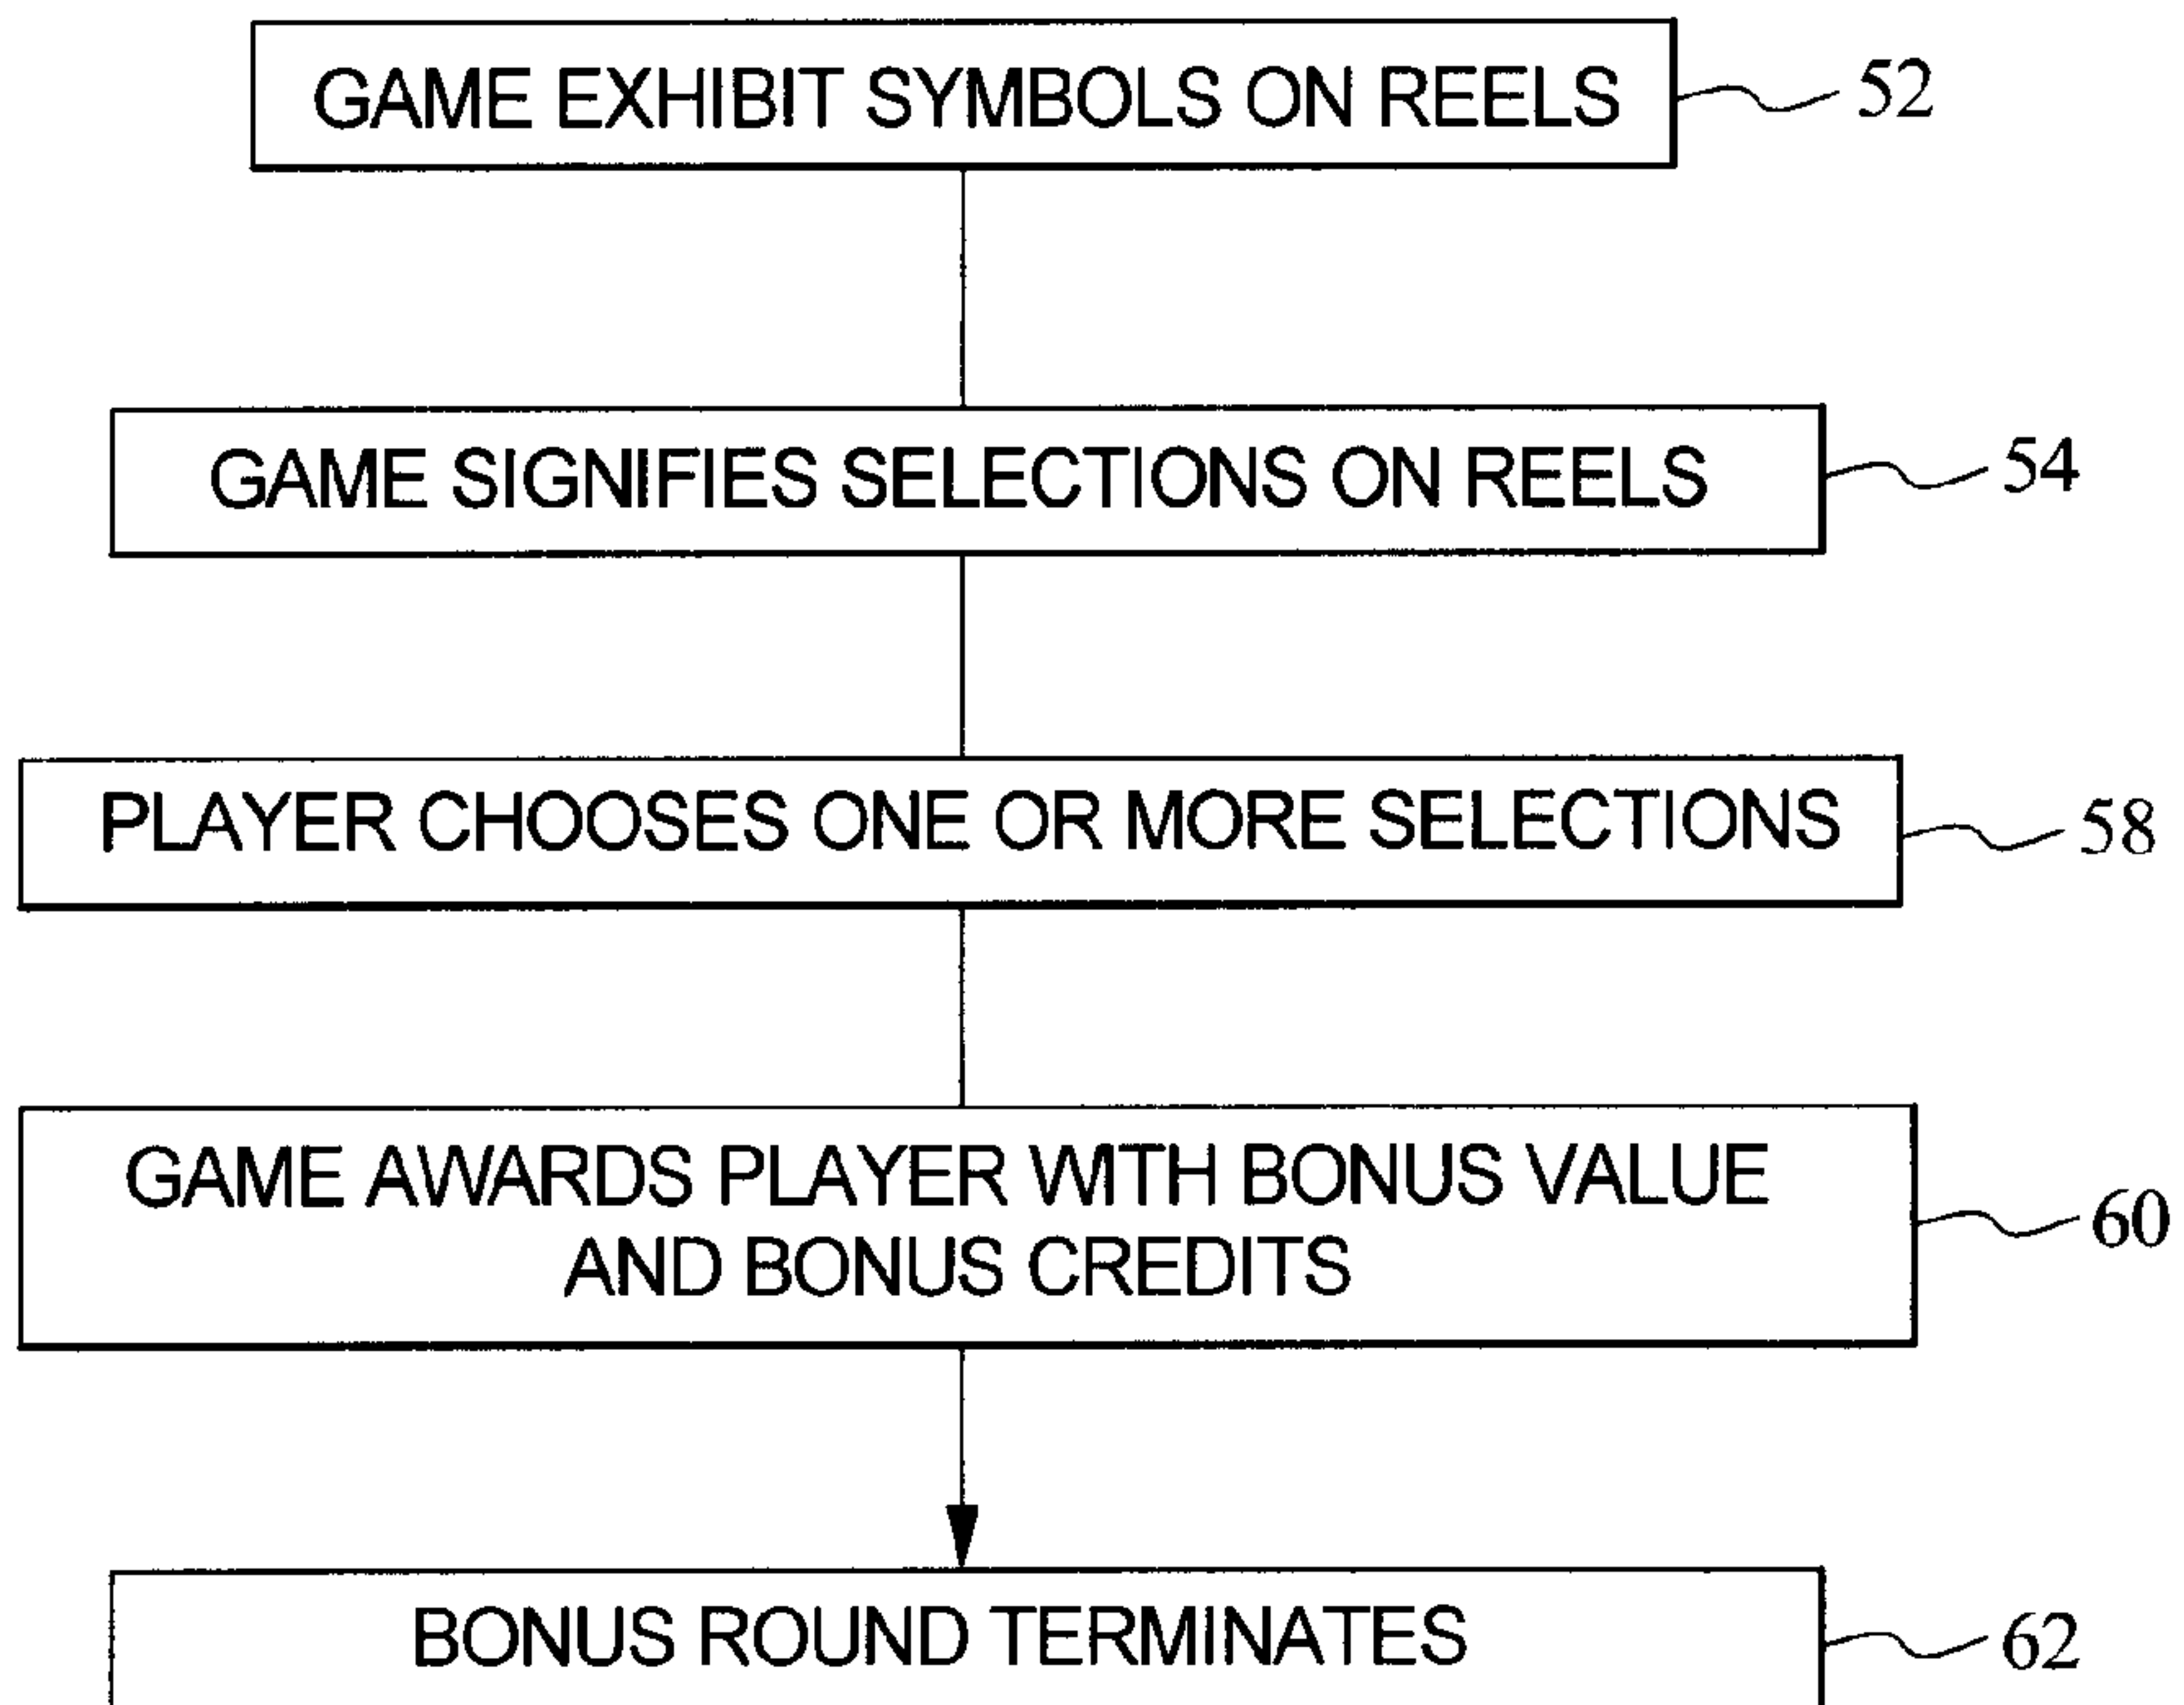 GAME EXHIBIT SYMBOLS ON REELS
52
GAME SIGNIFIES SELECTIONS ON REELS
54
PLAYER CHOOSES ONE OR MORE SELECTIONS
58
GAME AWARDS PLAYER WITH BONUS VALUE
AND BONUS CREDITS
60
BONUS ROUND TERMINATES
62